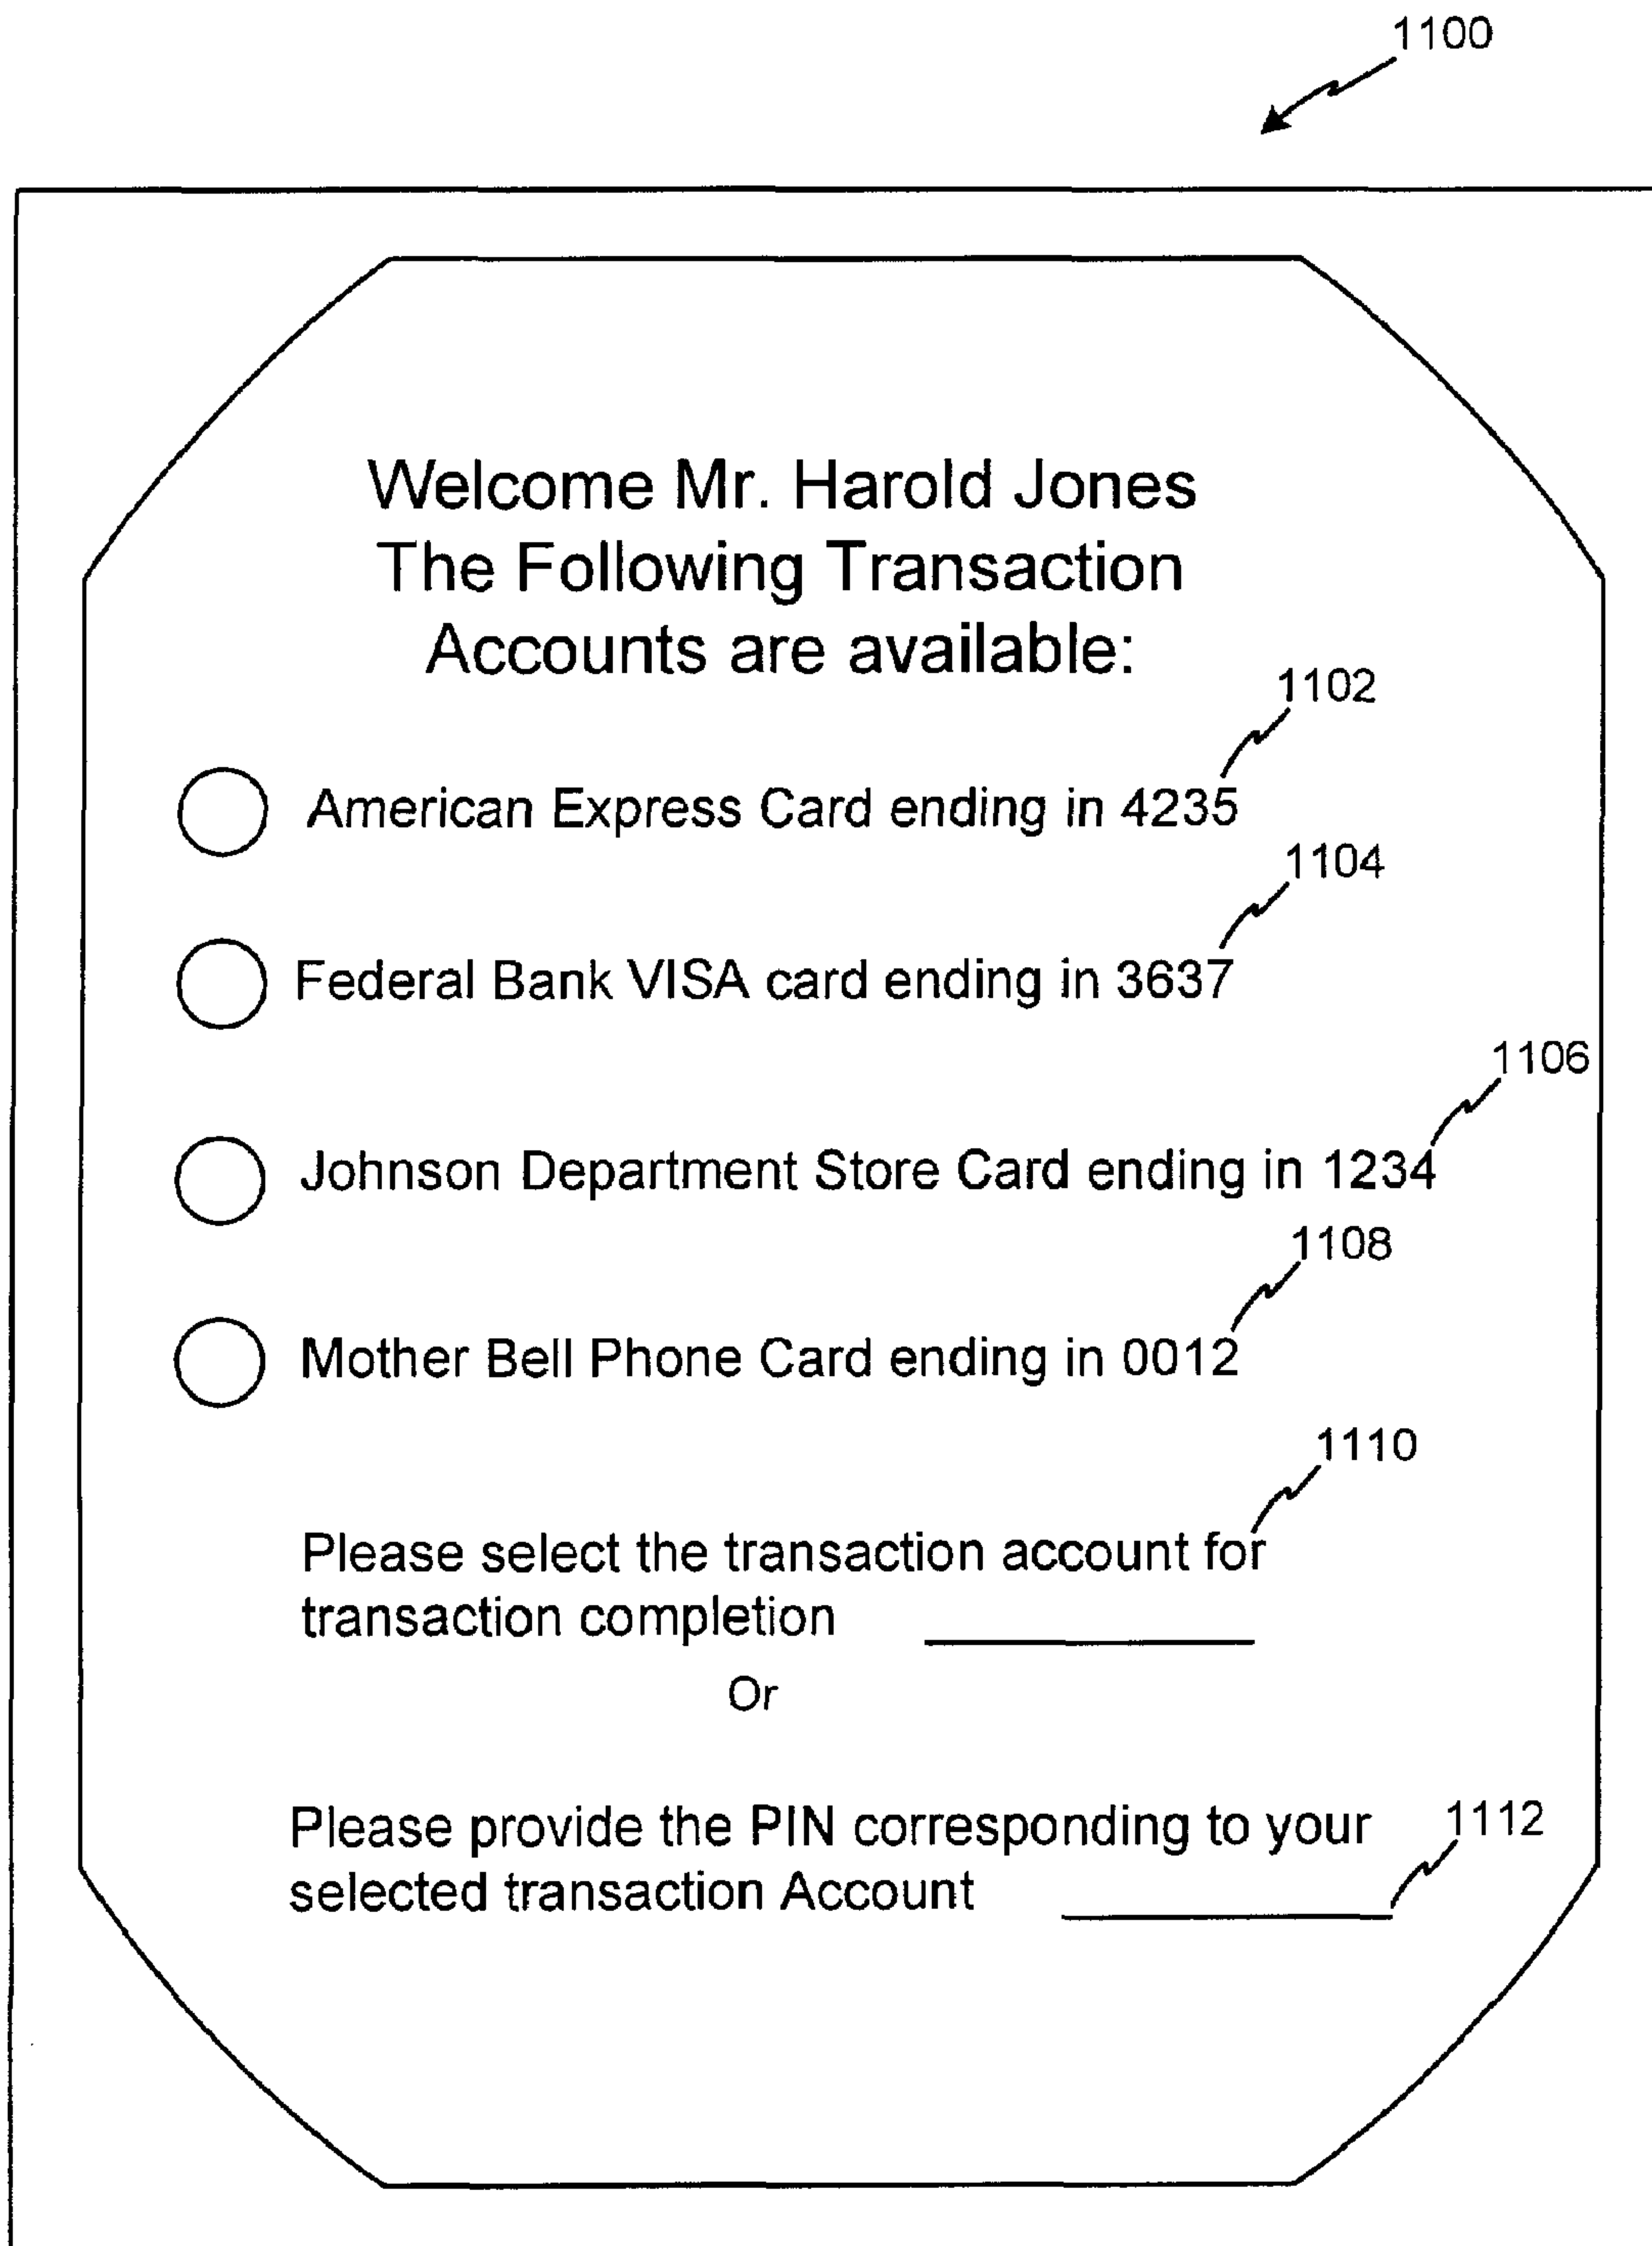 1100
Welcome Mr. Harold Jones
The Following Transaction
Accounts are available:
1102
American Express Card ending in 4235
1104
Federal Bank VISA card ending in 3637
1106
Johnson Department Store Card ending in 1234
1108
Mother Bell Phone Card ending in 0012
1110
Please select the transaction account for
transaction completion
Or
Please provide the PIN corresponding to your
1112
selected transaction Account